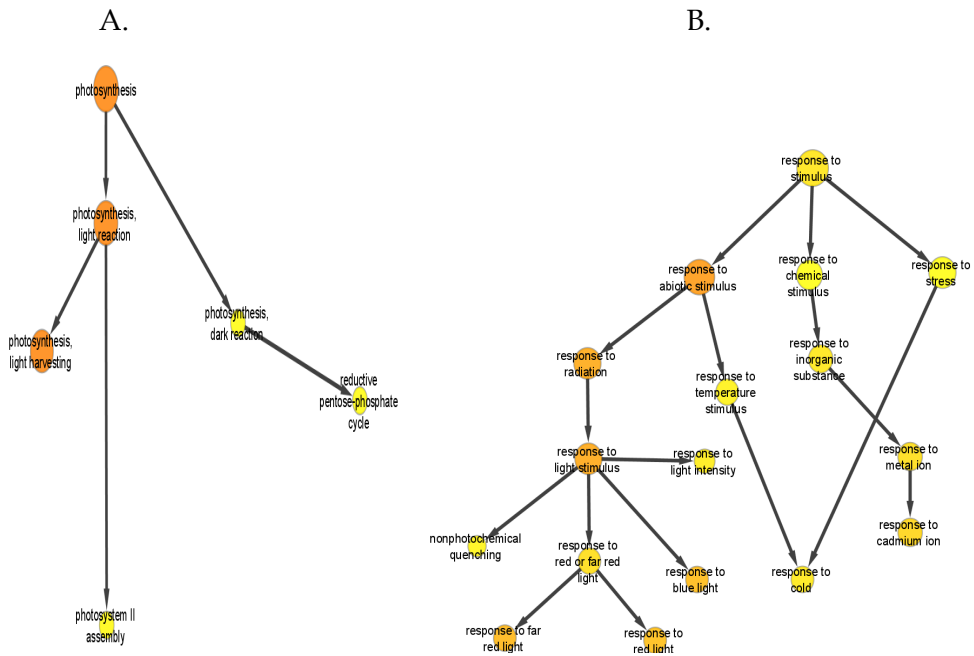 A.
B.
photosynthesis
photosynthesis,
light reaction
photosynthesis,
light harvesting
photosynthesis,
dark reaction
reductive
pentose-phosphate
cycle
photosystem II
assembly
response to
stimulus
response to
abiotic stimulus
response to
chemical
stimulus
response to
stress
response to
radiation
response to
temperature
stimulus
response to
inorganic
substance
response to
light stimulus
response to
light intensity
response to
metal ion
nonphotochemical
quenching
response to
red or far red
light
response to
blue light
response to
cold
response to
cadmium ion
response to far
red light
response to
red light